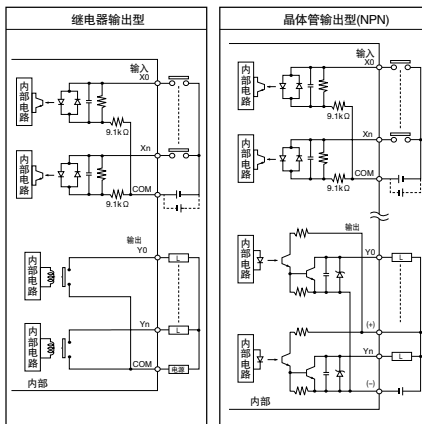 继电器输出型
输入
X0
内部电路
9.1kΩ
Xn
内部电路
COM
9.1kΩ
输出
Y0
内部电路
L
Yn
内部电路
L
COM
电源
内部
晶体管输出型(NPN)
输入
X0
内部电路
9.1kΩ
Xn
内部电路
COM
9.1kΩ
输出
Y0
内部电路
L
(+)
Yn
内部电路
L
(−)
内部